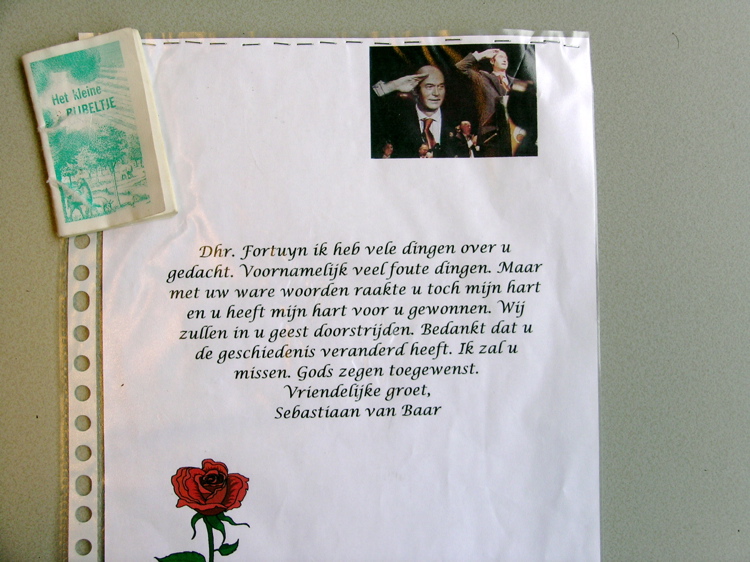 Het kleine
BIJBELTJE
Dhr. Fortuyn ik heb vele dingen over u
gedacht. Voornamelijk veel foute dingen. Maar
met uw ware woorden raakte u toch mijn hart
en u heeft mijn hart voor u gewonnen. Wij
zullen in u geest doorstrijden. Bedankt dat u
de geschiedenis veranderd heeft. Ik zal u
missen. Gods zegen toegewenst.
Vriendelijke groet,
Sebastiaan van Baar